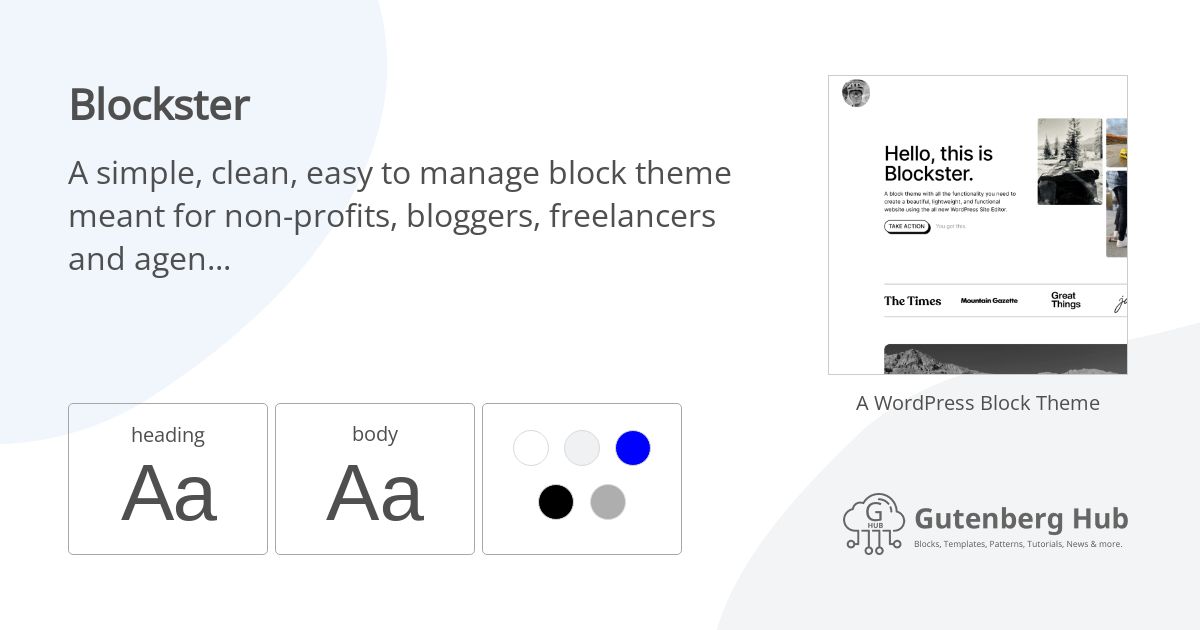 Blockster
A simple, clean, easy to manage block theme
meant for non-profits, bloggers, freelancers
and agen...
heading
Aa
body
Aa
Hello, this is
Blockster.
A block theme with all the functionality you need to
create a beautiful, lightweight, and functional
website using the all new WordPress Site Editor.
TAKE ACTION
You got this.
The Times
Mountain Gazette
Great
Things
A WordPress Block Theme
G
HUB
Gutenberg Hub
Blocks, Templates, Patterns, Tutorials, News & more.